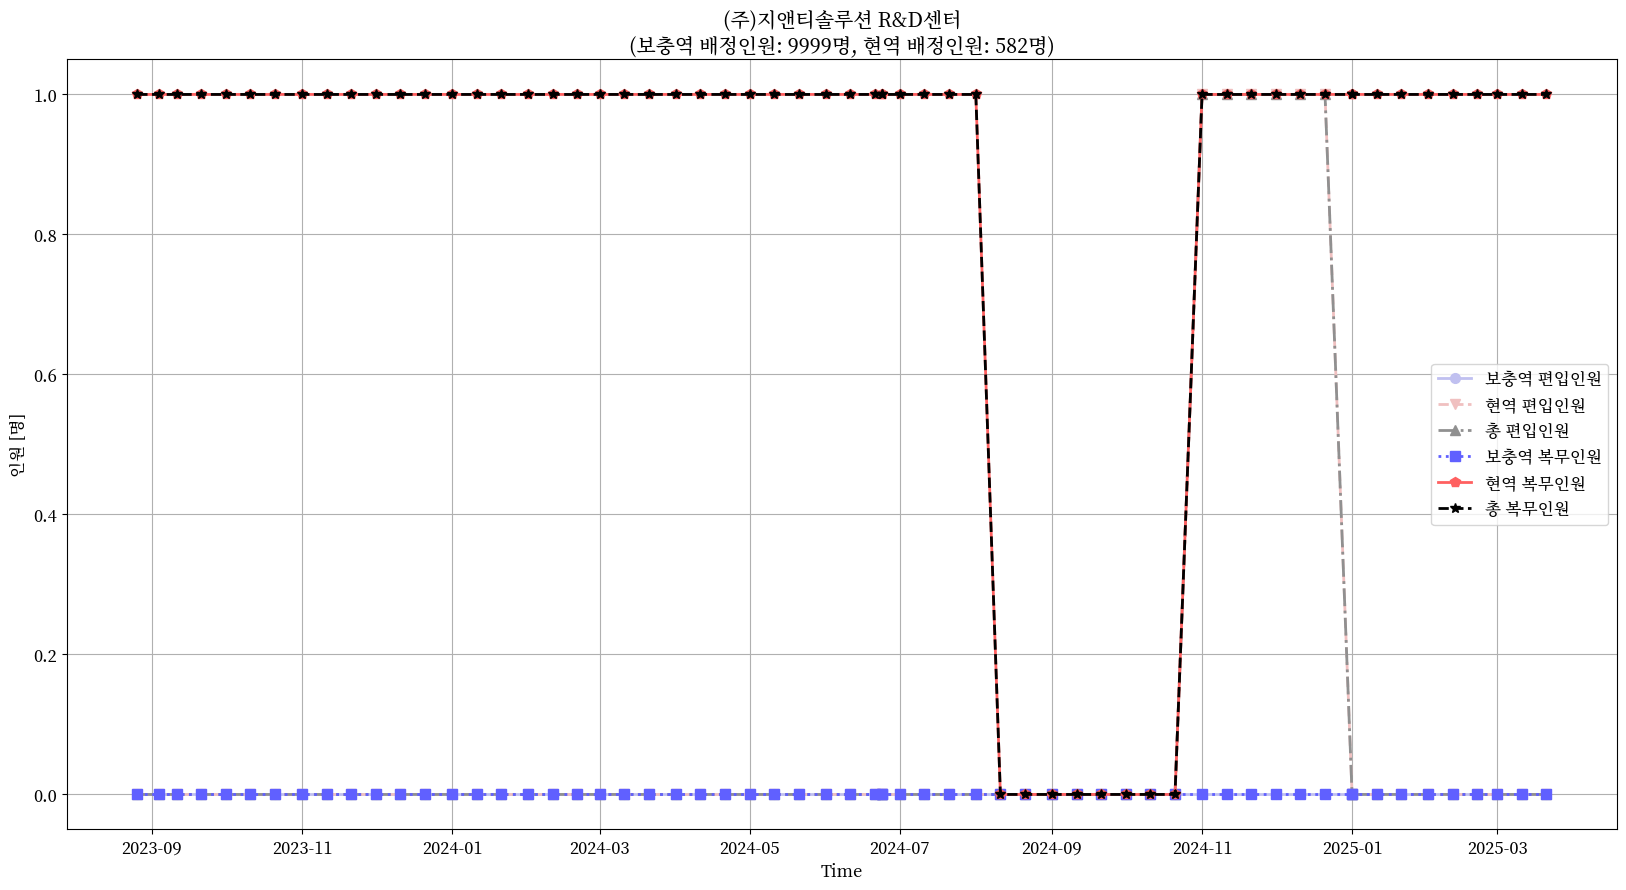 (주)지앤티솔루션 R&D센터
(보충역 배정인원: 9999명, 현역 배정인원: 582명)
인원 [명]
1.0
0.8
0.6
0.4
0.2
0.0
보충역 편입인원
현역 편입인원
총 편입인원
보충역 복무인원
현역 복무인원
총 복무인원
2023-09
2023-11
2024-01
2024-03
2024-05
2024-07
2024-09
2024-11
2025-01
2025-03
Time